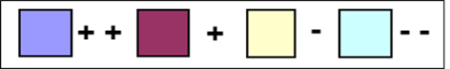 ++ + - --